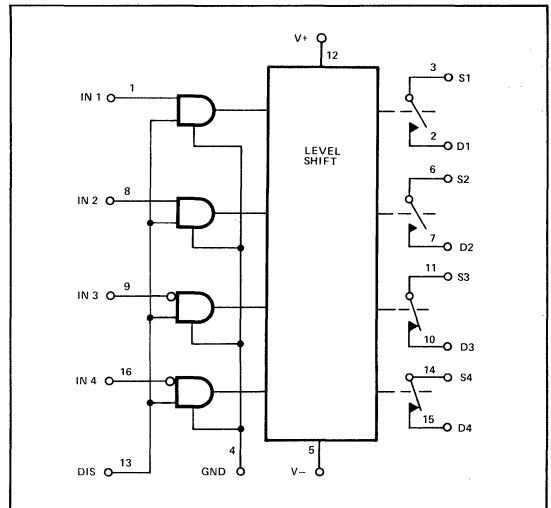 V+
12
IN 1 1
3 S1
2 D1
LEVEL
SHIFT
IN 2 8
6 S2
7 D2
IN 3 9
11 S3
10 D3
IN 4 16
14 S4
15 D4
DIS 13
4
GND
5
V−